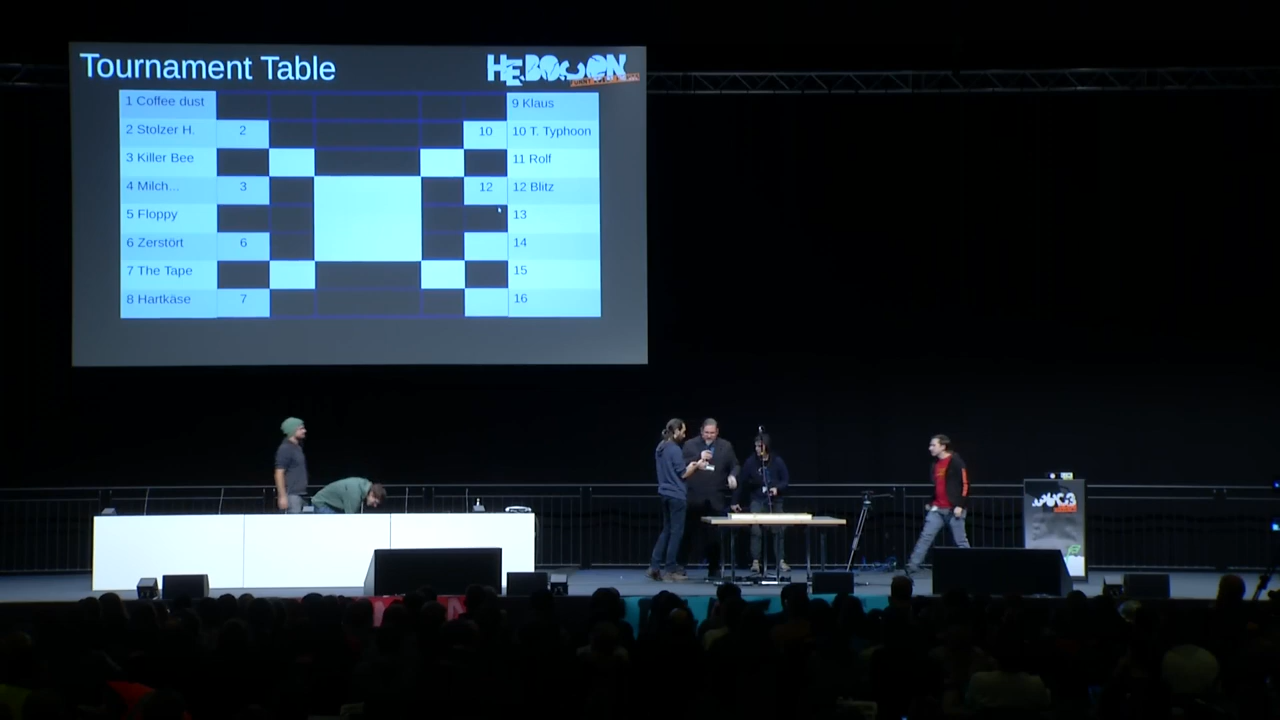 Tournament Table
HEBOCON
1 Coffee dust
9 Klaus
2 Stolzer H.
2
10
10 T. Typhoon
3 Killer Bee
11 Rolf
4 Milch...
3
12
12 Blitz
5 Floppy
13
6 Zerstört
6
14
7 The Tape
15
8 Hartkäse
7
16